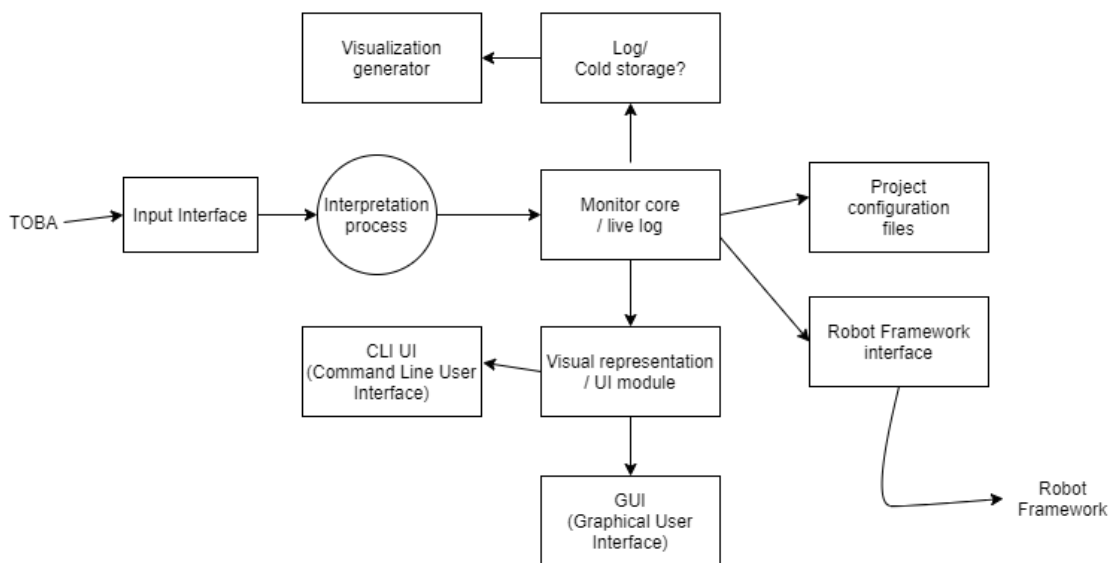 Visualization
generator
Log/
Cold storage?
TOBA
Input Interface
Interpretation
process
Monitor core
/ live log
Project
configuration
files
CLI UI
(Command Line User
Interface)
Visual representation
/ UI module
Robot Framework
interface
GUI
(Graphical User
Interface)
Robot
Framework